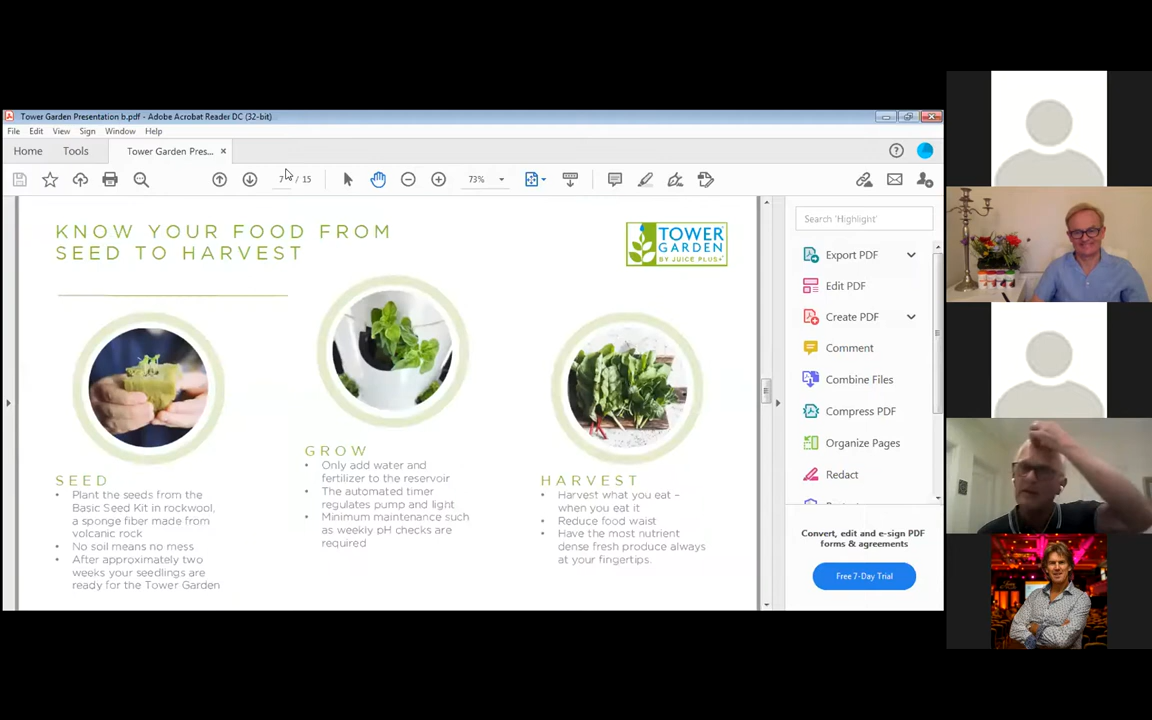 Tower Garden Presentation b.pdf - Adobe Acrobat Reader DC (32-bit)
File Edit View Sign Window Help
Home Tools Tower Garden Pres... ×
7 / 15 73%
KNOW YOUR FOOD FROM
SEED TO HARVEST
TOWER
GARDEN
BY JUICE PLUS+
SEED
• Plant the seeds from the
Basic Seed Kit in rockwool,
a sponge fiber made from
volcanic rock
• No soil means no mess
• After approximately two
weeks your seedlings are
ready for the Tower Garden
GROW
• Only add water and
fertilizer to the reservoir
• The automated timer
regulates pump and light
• Minimum maintenance such
as weekly pH checks are
required
HARVEST
• Harvest what you eat –
when you eat it
• Reduce food waist
• Have the most nutrient
dense fresh produce always
at your fingertips.
Search 'Highlight'
Export PDF
Edit PDF
Create PDF
Comment
Combine Files
Compress PDF
Organize Pages
Redact
Convert, edit and e-sign PDF
forms & agreements
Free 7-Day Trial